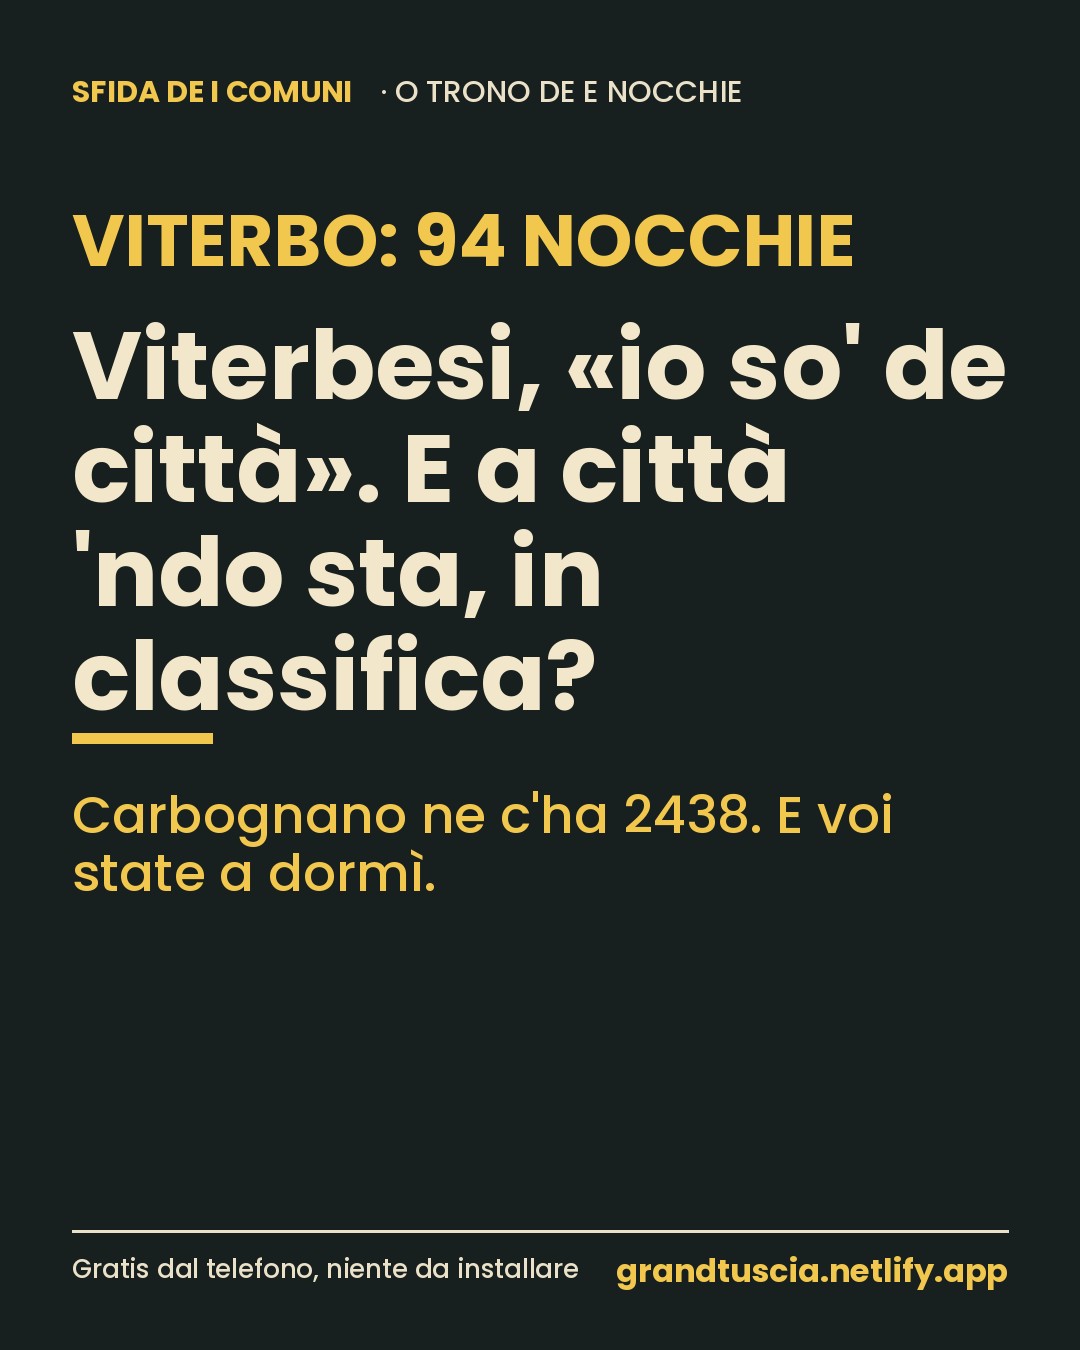 SFIDA DE I COMUNI · O TRONO DE E NOCCHIE
VITERBO: 94 NOCCHIE
Viterbesi, «io so' de
città». E a città
'ndo sta, in
classifica?
Carbognano ne c'ha 2438. E voi
state a dormì.
Gratis dal telefono, niente da installare grandtuscia.netlify.app